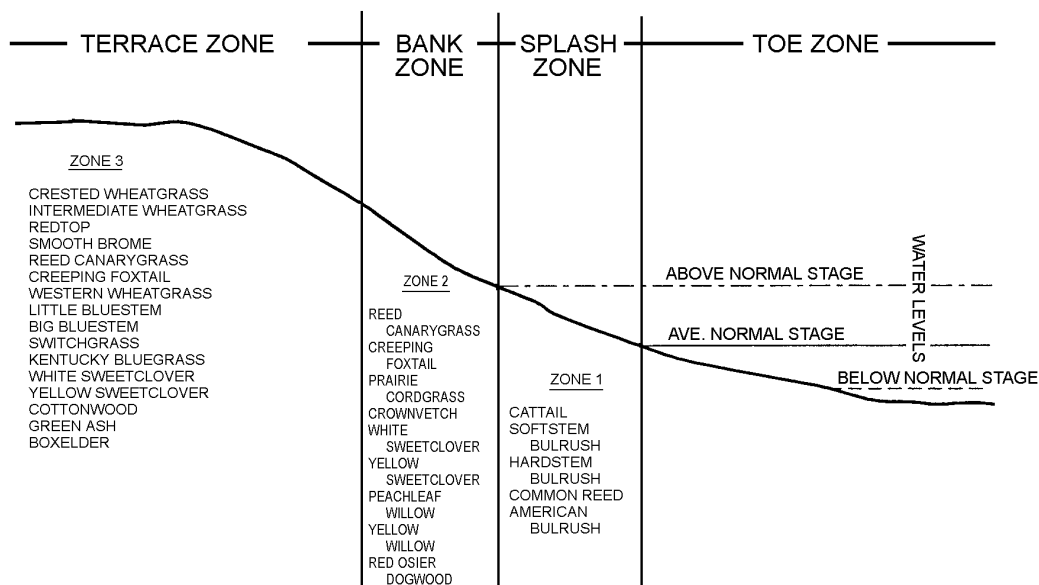 TERRACE ZONE
BANK
ZONE
SPLASH
ZONE
TOE ZONE
ZONE 3
CRESTED WHEATGRASS
INTERMEDIATE WHEATGRASS
REDTOP
SMOOTH BROME
REED CANARYGRASS
CREEPING FOXTAIL
WESTERN WHEATGRASS
LITTLE BLUESTEM
BIG BLUESTEM
SWITCHGRASS
KENTUCKY BLUEGRASS
WHITE SWEETCLOVER
YELLOW SWEETCLOVER
COTTONWOOD
GREEN ASH
BOXELDER
ZONE 2
REED
CANARYGRASS
CREEPING
FOXTAIL
PRAIRIE
CORDGRASS
CROWNVETCH
WHITE
SWEETCLOVER
YELLOW
SWEETCLOVER
PEACHLEAF
WILLOW
YELLOW
WILLOW
RED OSIER
DOGWOOD
ZONE 1
CATTAIL
SOFTSTEM
BULRUSH
HARDSTEM
BULRUSH
COMMON REED
AMERICAN
BULRUSH
ABOVE NORMAL STAGE
AVE. NORMAL STAGE
BELOW NORMAL STAGE
WATER LEVELS